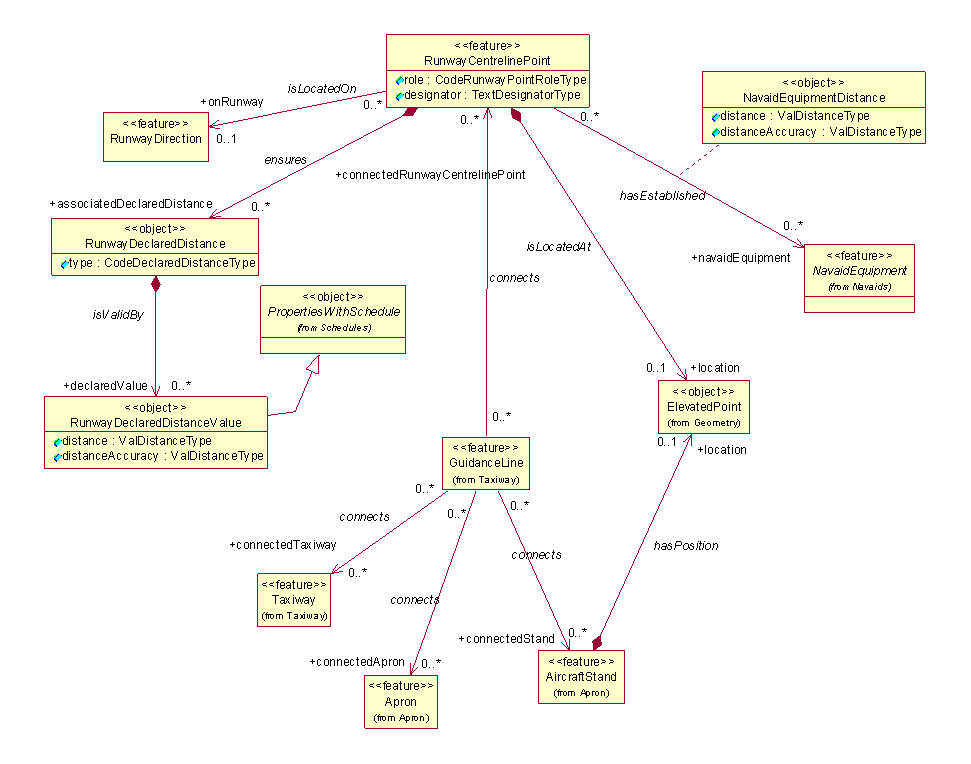 <<feature>>
RunwayCentrelinePoint
role : CodeRunwayPointRoleType
designator : TextDesignatorType
<<object>>
NavaidEquipmentDistance
distance : ValDistanceType
distanceAccuracy : ValDistanceType
isLocatedOn
+onRunway
0..*
0..*
0..*
<<feature>>
RunwayDirection
0..1
ensures
+connectedRunwayCentrelinePoint
hasEstablished
+associatedDeclaredDistance
0..*
0..*
<<object>>
RunwayDeclaredDistance
type : CodeDeclaredDistanceType
isLocatedAt
+navaidEquipment
<<feature>>
NavaidEquipment
(from Navaids)
connects
<<object>>
PropertiesWithSchedule
(from Schedules)
isValidBy
+declaredValue
0..*
0..1
+location
<<object>>
RunwayDeclaredDistanceValue
distance : ValDistanceType
distanceAccuracy : ValDistanceType
<<object>>
ElevatedPoint
(from Geometry)
0..*
0..1
+location
<<feature>>
GuidanceLine
(from Taxiway)
0..*
0..*
0..*
connects
+connectedTaxiway
0..*
connects
hasPosition
<<feature>>
Taxiway
(from Taxiway)
connects
+connectedStand
0..*
+connectedApron
0..*
<<feature>>
AircraftStand
(from Apron)
<<feature>>
Apron
(from Apron)